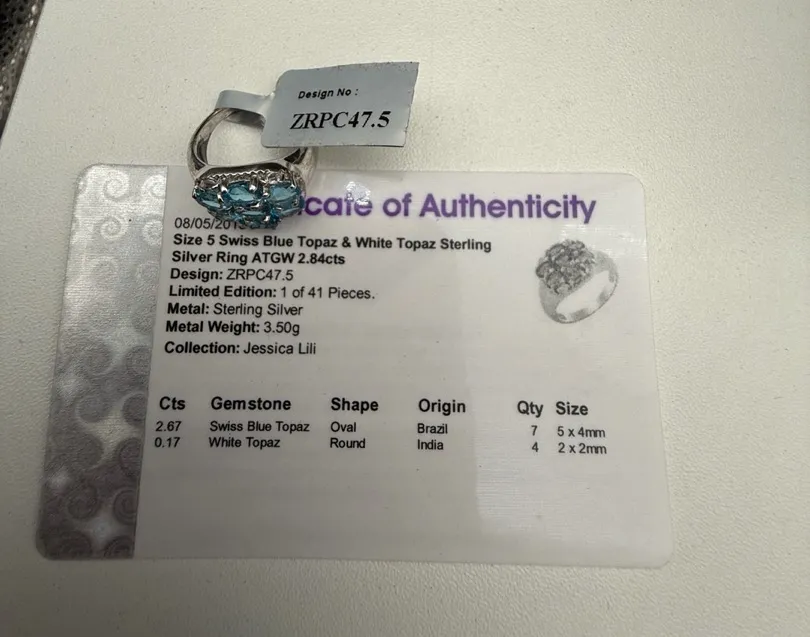 Design No :
ZRPC47.5
cate of Authenticity
Size 5 Swiss Blue Topaz & White Topaz Sterling
Silver Ring ATGW 2.84cts
Design: ZRPC47.5
Limited Edition: 1 of 41 Pieces.
Metal: Sterling Silver
Metal Weight: 3.50g
Collection: Jessica Lili
Cts Gemstone Shape Origin Qty Size
2.67 Swiss Blue Topaz Oval Brazil 7 5 x 4mm
0.17 White Topaz Round India 4 2 x 2mm